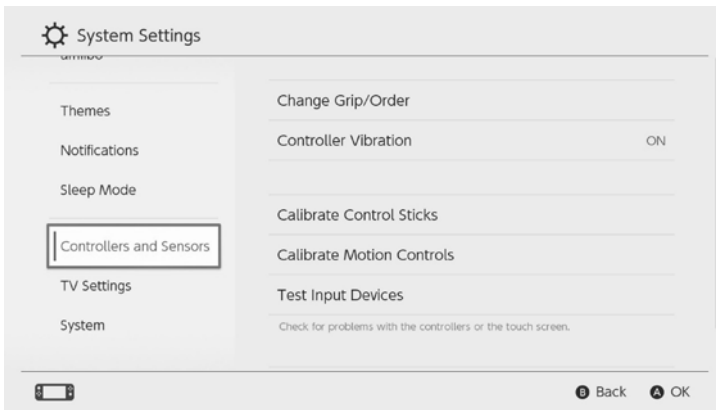 System Settings
amiibo
Themes
Notifications
Sleep Mode
Controllers and Sensors
TV Settings
System
Change Grip/Order
Controller Vibration ON
Calibrate Control Sticks
Calibrate Motion Controls
Test Input Devices
Check for problems with the controllers or the touch screen.
B Back A OK